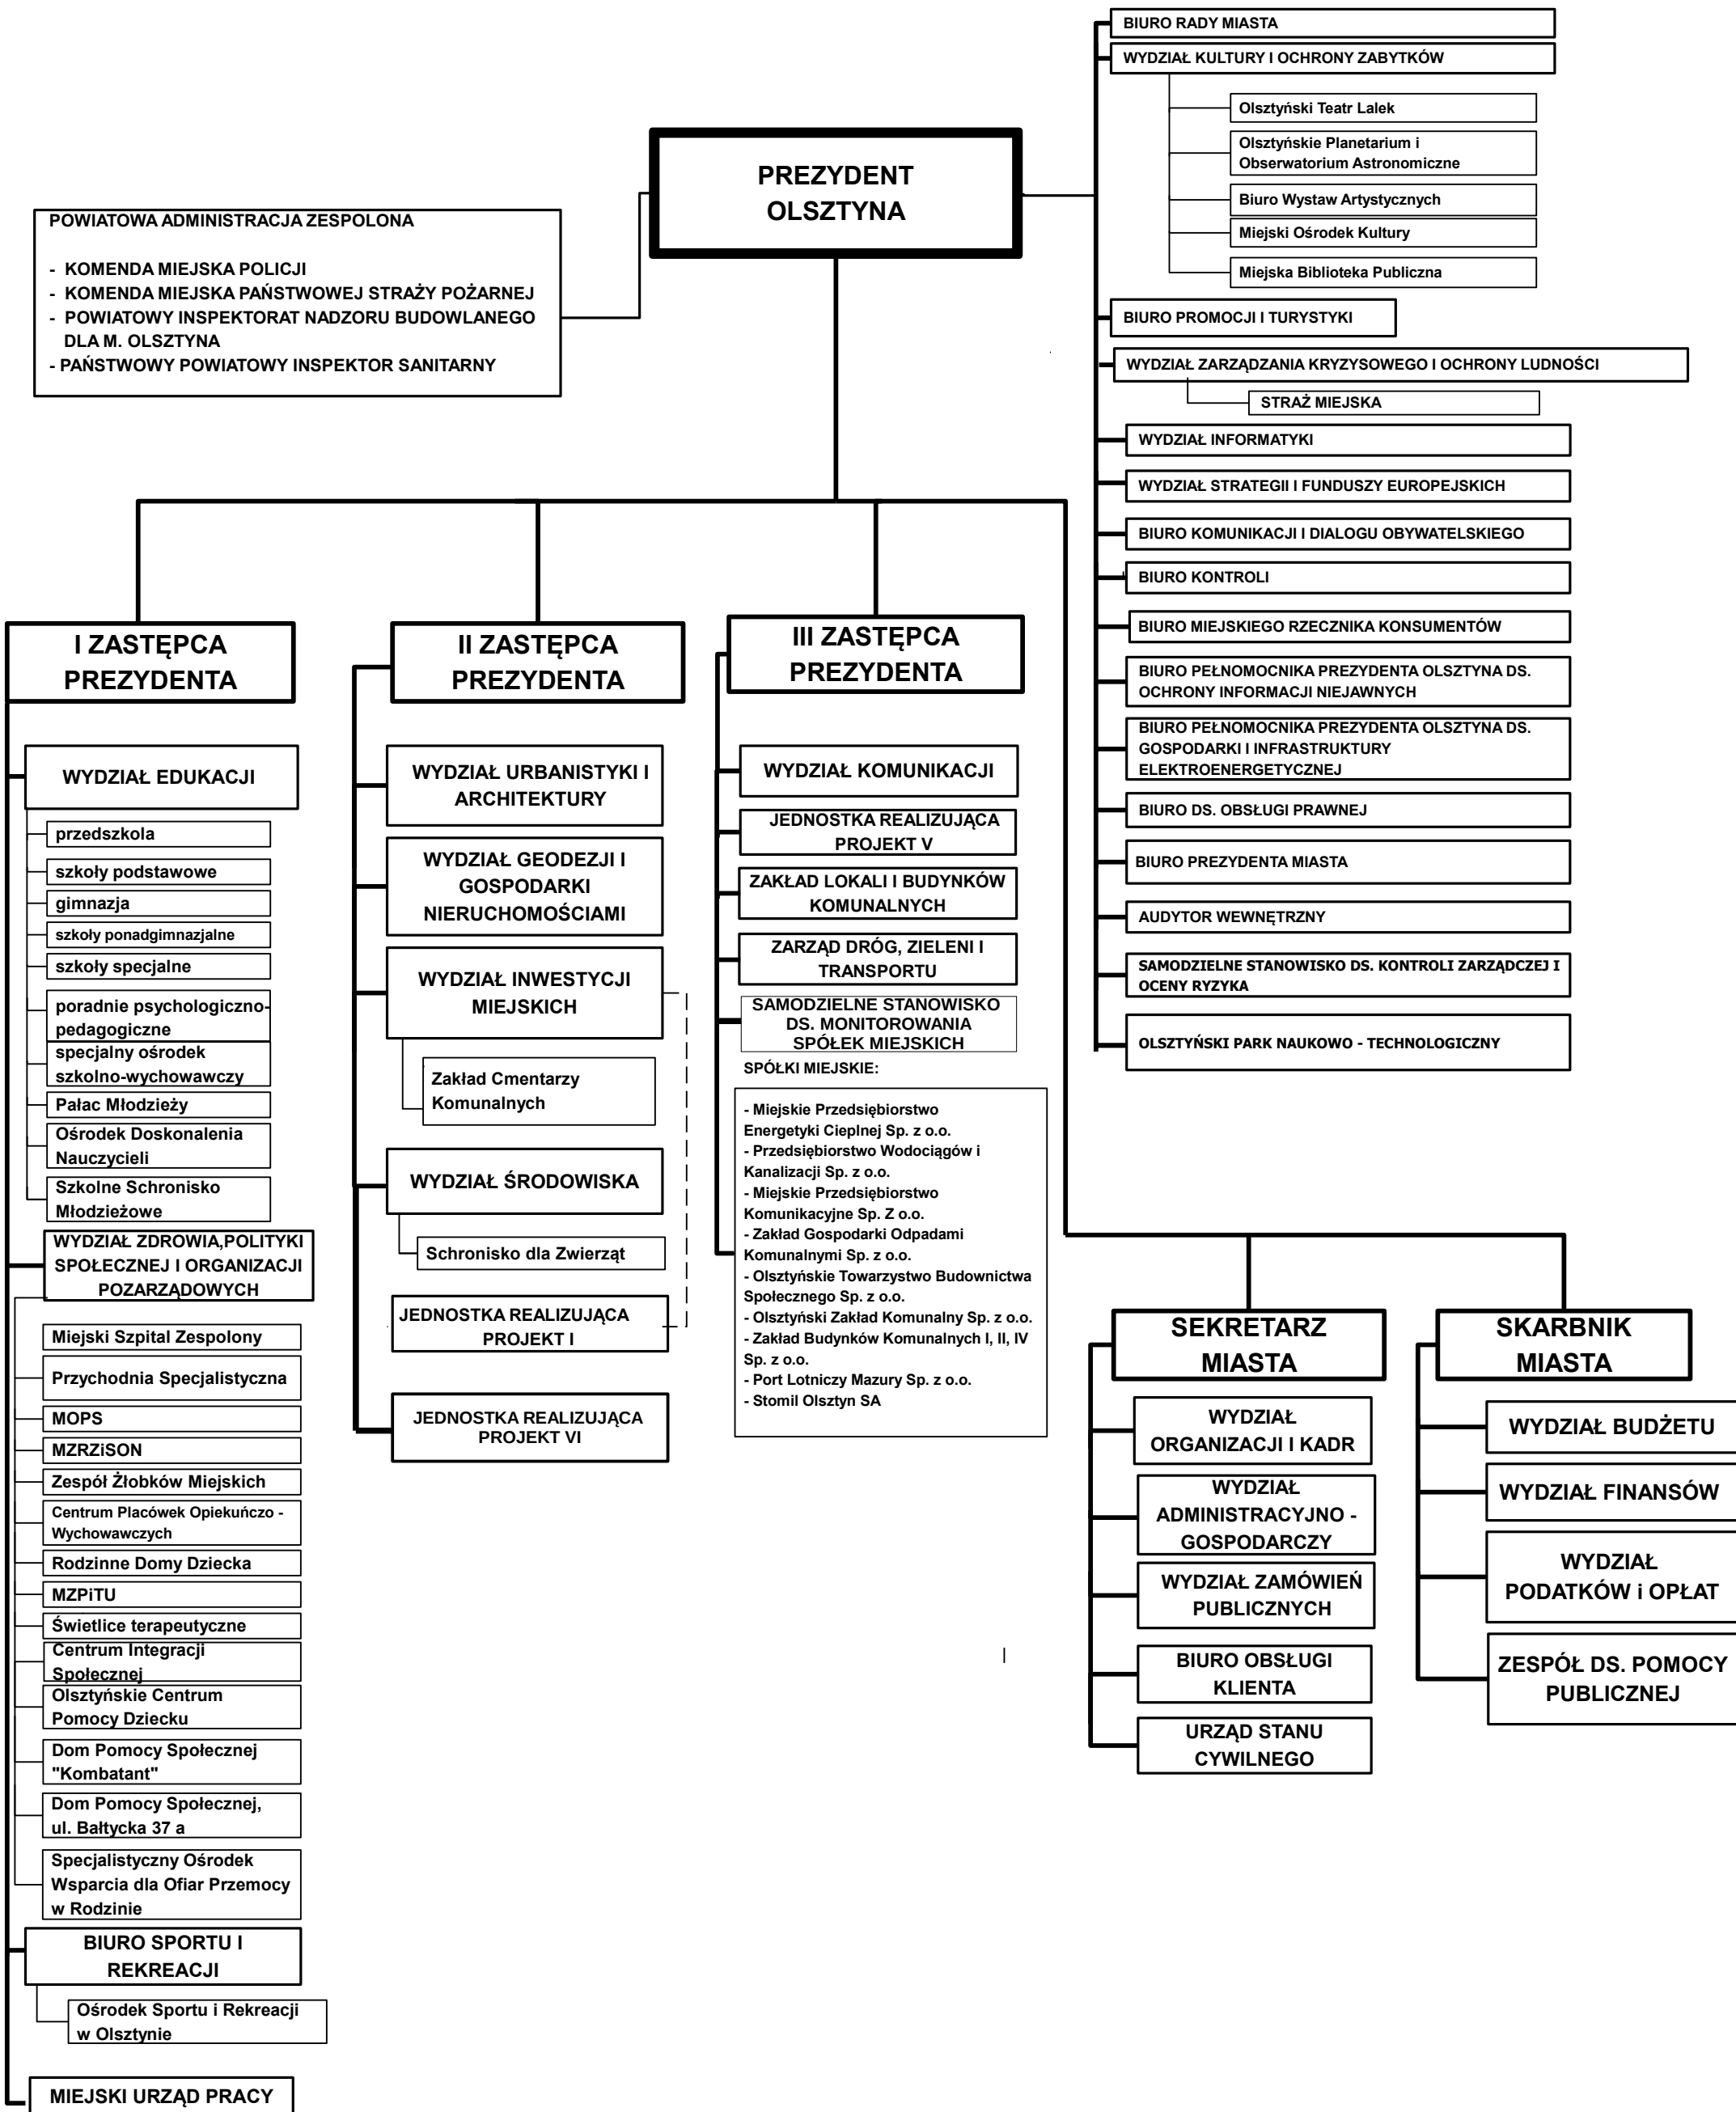 PREZYDENT
OLSZTYNA
POWIATOWA ADMINISTRACJA ZESPOLONA
- KOMENDA MIEJSKA POLICJI
- KOMENDA MIEJSKA PAŃSTWOWEJ STRAŻY POŻARNEJ
- POWIATOWY INSPEKTORAT NADZORU BUDOWLANEGO
DLA M. OLSZTYNA
- PAŃSTWOWY POWIATOWY INSPEKTOR SANITARNY
BIURO RADY MIASTA
WYDZIAŁ KULTURY I OCHRONY ZABYTKÓW
Olsztyński Teatr Lalek
Olsztyńskie Planetarium i
Obserwatorium Astronomiczne
Biuro Wystaw Artystycznych
Miejski Ośrodek Kultury
Miejska Biblioteka Publiczna
BIURO PROMOCJI I TURYSTYKI
WYDZIAŁ ZARZĄDZANIA KRYZYSOWEGO I OCHRONY LUDNOŚCI
STRAŻ MIEJSKA
WYDZIAŁ INFORMATYKI
WYDZIAŁ STRATEGII I FUNDUSZY EUROPEJSKICH
BIURO KOMUNIKACJI I DIALOGU OBYWATELSKIEGO
BIURO KONTROLI
BIURO MIEJSKIEGO RZECZNIKA KONSUMENTÓW
BIURO PEŁNOMOCNIKA PREZYDENTA OLSZTYNA DS.
OCHRONY INFORMACJI NIEJAWNYCH
BIURO PEŁNOMOCNIKA PREZYDENTA OLSZTYNA DS.
GOSPODARKI I INFRASTRUKTURY
ELEKTROENERGETYCZNEJ
BIURO DS. OBSŁUGI PRAWNEJ
BIURO PREZYDENTA MIASTA
AUDYTOR WEWNĘTRZNY
SAMODZIELNE STANOWISKO DS. KONTROLI ZARZĄDCZEJ I
OCENY RYZYKA
OLSZTYŃSKI PARK NAUKOWO - TECHNOLOGICZNY
I ZASTĘPCA
PREZYDENTA
WYDZIAŁ EDUKACJI
przedszkola
szkoły podstawowe
gimnazja
szkoły ponadgimnazjalne
szkoły specjalne
poradnie psychologiczno-
pedagogiczne
specjalny ośrodek
szkolno-wychowawczy
Pałac Młodzieży
Ośrodek Doskonalenia
Nauczycieli
Szkolne Schronisko
Młodzieżowe
WYDZIAŁ ZDROWIA,POLITYKI
SPOŁECZNEJ I ORGANIZACJI
POZARZĄDOWYCH
Miejski Szpital Zespolony
Przychodnia Specjalistyczna
MOPS
MZRZiSON
Zespół Żłobków Miejskich
Centrum Placówek Opiekuńczo -
Wychowawczych
Rodzinne Domy Dziecka
MZPiTU
Świetlice terapeutyczne
Centrum Integracji
Społecznej
Olsztyńskie Centrum
Pomocy Dziecku
Dom Pomocy Społecznej
"Kombatant"
Dom Pomocy Społecznej,
ul. Bałtycka 37 a
Specjalistyczny Ośrodek
Wsparcia dla Ofiar Przemocy
w Rodzinie
BIURO SPORTU I
REKREACJI
Ośrodek Sportu i Rekreacji
w Olsztynie
MIEJSKI URZĄD PRACY
II ZASTĘPCA
PREZYDENTA
WYDZIAŁ URBANISTYKI I
ARCHITEKTURY
WYDZIAŁ GEODEZJI I
GOSPODARKI
NIERUCHOMOŚCIAMI
WYDZIAŁ INWESTYCJI
MIEJSKICH
Zakład Cmentarzy
Komunalnych
WYDZIAŁ ŚRODOWISKA
Schronisko dla Zwierząt
JEDNOSTKA REALIZUJĄCA
PROJEKT I
JEDNOSTKA REALIZUJĄCA
PROJEKT VI
III ZASTĘPCA
PREZYDENTA
WYDZIAŁ KOMUNIKACJI
JEDNOSTKA REALIZUJĄCA
PROJEKT V
ZAKŁAD LOKALI I BUDYNKÓW
KOMUNALNYCH
ZARZĄD DRÓG, ZIELENI I
TRANSPORTU
SAMODZIELNE STANOWISKO
DS. MONITOROWANIA
SPÓŁEK MIEJSKICH
SPÓŁKI MIEJSKIE:
- Miejskie Przedsiębiorstwo
Energetyki Cieplnej Sp. z o.o.
- Przedsiębiorstwo Wodociągów i
Kanalizacji Sp. z o.o.
- Miejskie Przedsiębiorstwo
Komunikacyjne Sp. Z o.o.
- Zakład Gospodarki Odpadami
Komunalnymi Sp. z o.o.
- Olsztyńskie Towarzystwo Budownictwa
Społecznego Sp. z o.o.
- Olsztyński Zakład Komunalny Sp. z o.o.
- Zakład Budynków Komunalnych I, II, IV
Sp. z o.o.
- Port Lotniczy Mazury Sp. z o.o.
- Stomil Olsztyn SA
SEKRETARZ
MIASTA
WYDZIAŁ
ORGANIZACJI I KADR
WYDZIAŁ
ADMINISTRACYJNO -
GOSPODARCZY
WYDZIAŁ ZAMÓWIEŃ
PUBLICZNYCH
BIURO OBSŁUGI
KLIENTA
URZĄD STANU
CYWILNEGO
SKARBNIK
MIASTA
WYDZIAŁ BUDŻETU
WYDZIAŁ FINANSÓW
WYDZIAŁ
PODATKÓW i OPŁAT
ZESPÓŁ DS. POMOCY
PUBLICZNEJ